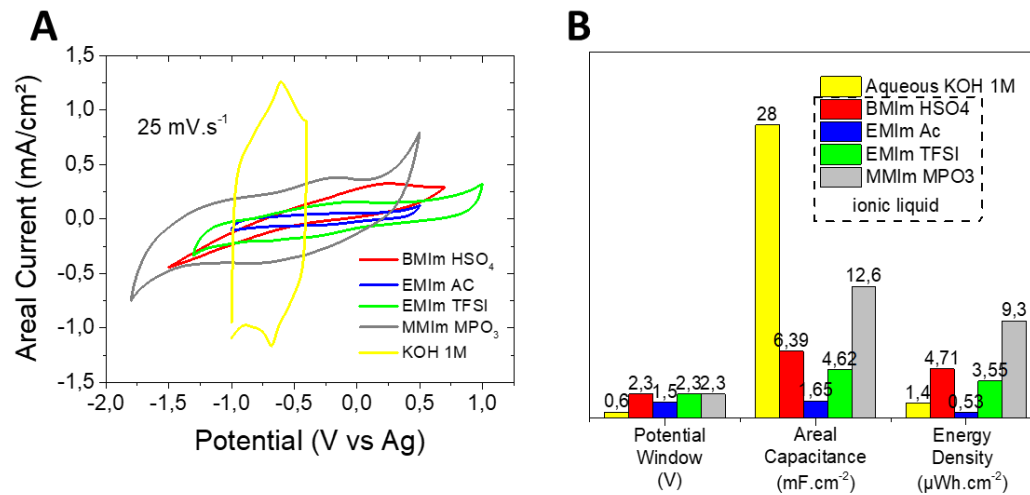 A
Areal Current (mA/cm²)
1,5
1,0
0,5
0,0
-0,5
-1,0
-1,5
25 mV.s⁻¹
BMIm HSO₄
EMIm AC
EMIm TFSI
MMIm MPO₃
KOH 1M
-2,0 -1,5 -1,0 -0,5 0,0 0,5 1,0
Potential (V vs Ag)
B
Aqueous KOH 1M
BMIm HSO4
EMIm Ac
EMIm TFSI
MMIm MPO3
ionic liquid
0,6 2,3 1,5 2,3 2,3
28 6,39 1,65 4,62 12,6
1,4 4,71 0,53 3,55 9,3
Potential
Window
(V)
Areal
Capacitance
(mF.cm⁻²)
Energy
Density
(µWh.cm⁻²)